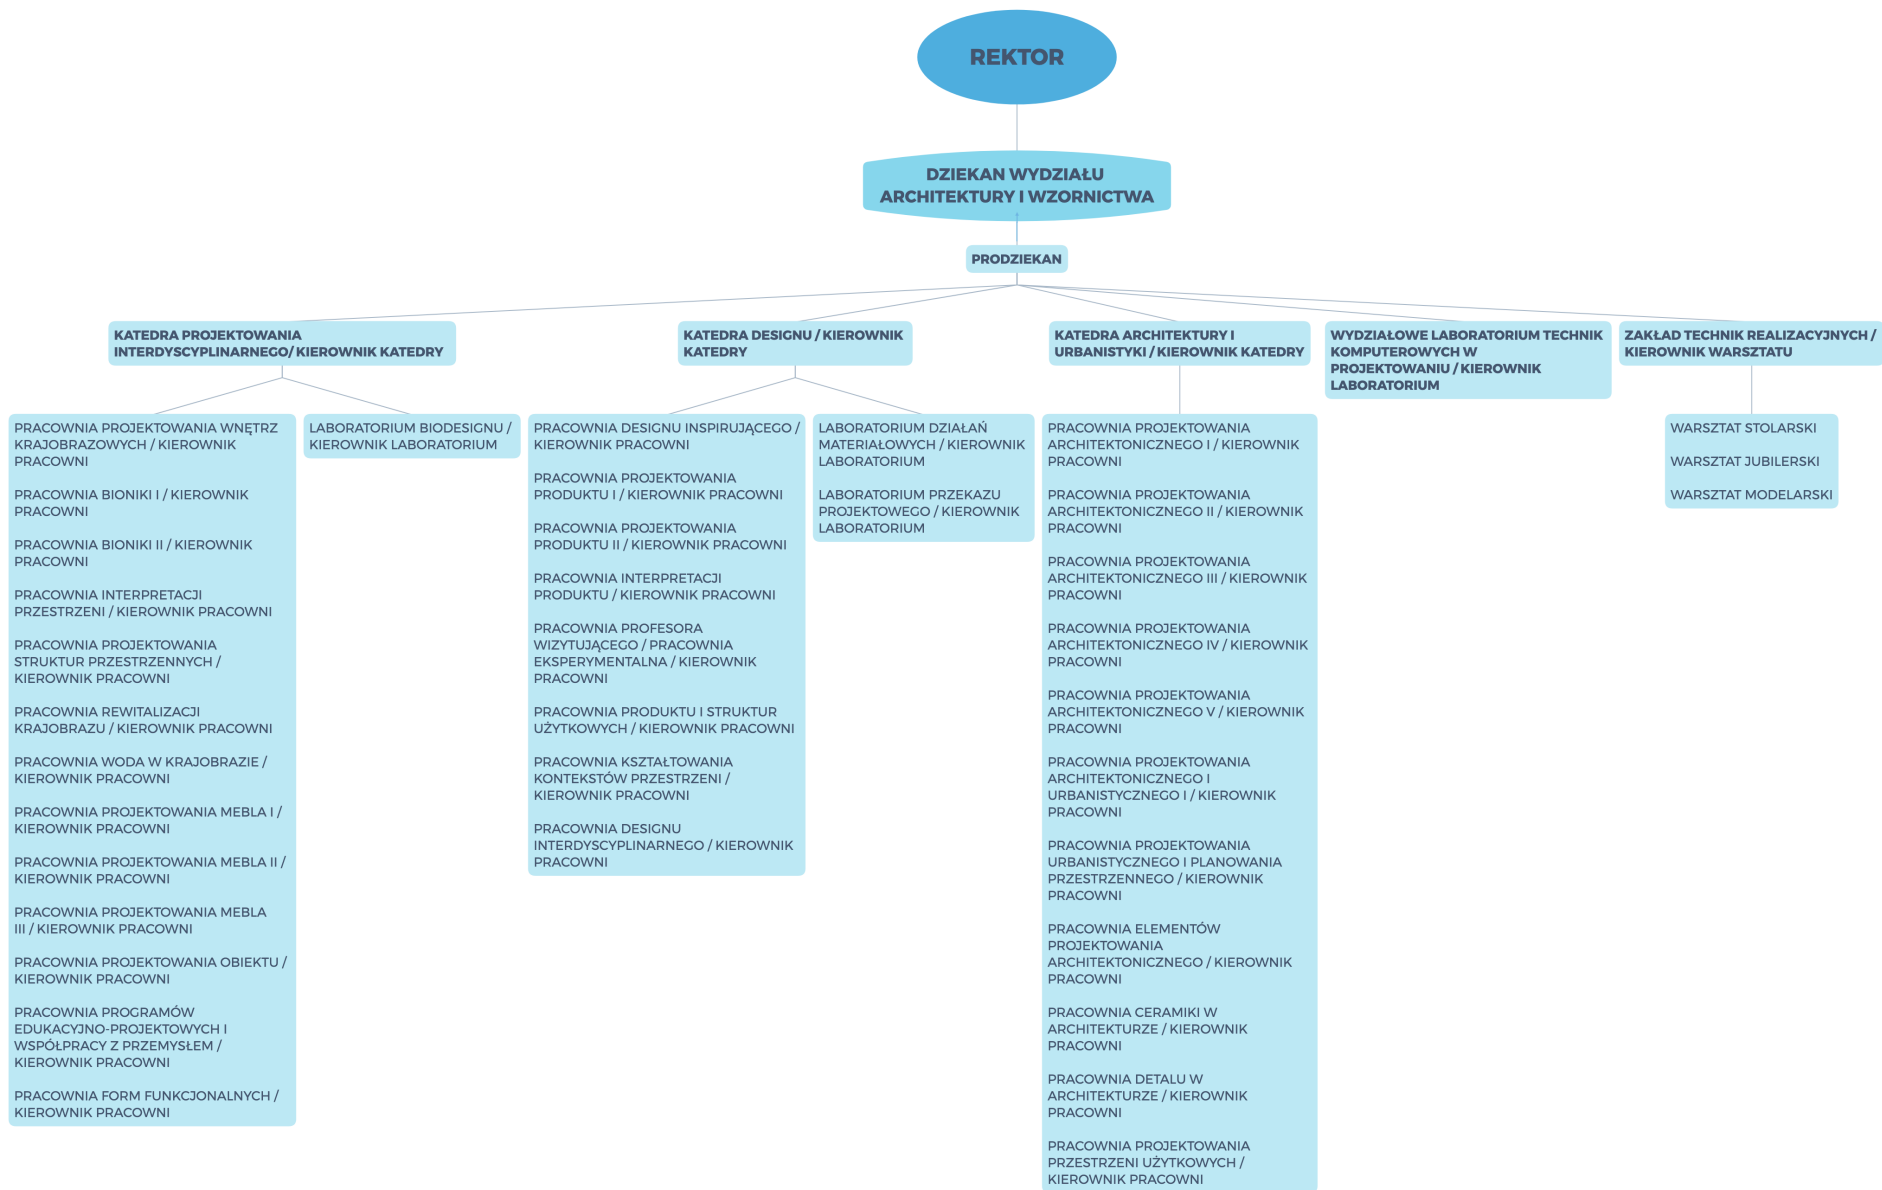 REKTOR
DZIEKAN WYDZIAŁU
ARCHITEKTURY I WZORNICTWA
PRODZIEKAN
KATEDRA PROJEKTOWANIA
INTERDYSCYPLINARNEGO/ KIEROWNIK KATEDRY
KATEDRA DESIGNU / KIEROWNIK
KATEDRY
KATEDRA ARCHITEKTURY I
URBANISTYKI / KIEROWNIK KATEDRY
WYDZIAŁOWE LABORATORIUM TECHNIK
KOMPUTEROWYCH W
PROJEKTOWANIU / KIEROWNIK
LABORATORIUM
ZAKŁAD TECHNIK REALIZACYJNYCH /
KIEROWNIK WARSZTATU
PRACOWNIA PROJEKTOWANIA WNĘTRZ
KRAJOBRAZOWYCH / KIEROWNIK
PRACOWNI
PRACOWNIA BIONIKI I / KIEROWNIK
PRACOWNI
PRACOWNIA BIONIKI II / KIEROWNIK
PRACOWNI
PRACOWNIA INTERPRETACJI
PRZESTRZENI / KIEROWNIK PRACOWNI
PRACOWNIA PROJEKTOWANIA
STRUKTUR PRZESTRZENNYCH /
KIEROWNIK PRACOWNI
PRACOWNIA REWITALIZACJI
KRAJOBRAZU / KIEROWNIK PRACOWNI
PRACOWNIA WODA W KRAJOBRAZIE /
KIEROWNIK PRACOWNI
PRACOWNIA PROJEKTOWANIA MEBLA I /
KIEROWNIK PRACOWNI
PRACOWNIA PROJEKTOWANIA MEBLA II /
KIEROWNIK PRACOWNI
PRACOWNIA PROJEKTOWANIA MEBLA
III / KIEROWNIK PRACOWNI
PRACOWNIA PROJEKTOWANIA OBIEKTU /
KIEROWNIK PRACOWNI
PRACOWNIA PROGRAMÓW
EDUKACYJNO-PROJEKTOWYCH I
WSPÓŁPRACY Z PRZEMYSŁEM /
KIEROWNIK PRACOWNI
PRACOWNIA FORM FUNKCJONALNYCH /
KIEROWNIK PRACOWNI
LABORATORIUM BIODESIGNU /
KIEROWNIK LABORATORIUM
PRACOWNIA DESIGNU INSPIRUJĄCEGO /
KIEROWNIK PRACOWNI
PRACOWNIA PROJEKTOWANIA
PRODUKTU I / KIEROWNIK PRACOWNI
PRACOWNIA PROJEKTOWANIA
PRODUKTU II / KIEROWNIK PRACOWNI
PRACOWNIA INTERPRETACJI
PRODUKTU / KIEROWNIK PRACOWNI
PRACOWNIA PROFESORA
WIZYTUJĄCEGO / PRACOWNIA
EKSPERYMENTALNA / KIEROWNIK
PRACOWNI
PRACOWNIA PRODUKTU I STRUKTUR
UŻYTKOWYCH / KIEROWNIK PRACOWNI
PRACOWNIA KSZTAŁTOWANIA
KONTEKSTÓW PRZESTRZENI /
KIEROWNIK PRACOWNI
PRACOWNIA DESIGNU
INTERDYSCYPLINARNEGO / KIEROWNIK
PRACOWNI
LABORATORIUM DZIAŁAŃ
MATERIAŁOWYCH / KIEROWNIK
LABORATORIUM
LABORATORIUM PRZEKAZU
PROJEKTOWEGO / KIEROWNIK
LABORATORIUM
PRACOWNIA PROJEKTOWANIA
ARCHITEKTONICZNEGO I / KIEROWNIK
PRACOWNI
PRACOWNIA PROJEKTOWANIA
ARCHITEKTONICZNEGO II / KIEROWNIK
PRACOWNI
PRACOWNIA PROJEKTOWANIA
ARCHITEKTONICZNEGO III / KIEROWNIK
PRACOWNI
PRACOWNIA PROJEKTOWANIA
ARCHITEKTONICZNEGO IV / KIEROWNIK
PRACOWNI
PRACOWNIA PROJEKTOWANIA
ARCHITEKTONICZNEGO V / KIEROWNIK
PRACOWNI
PRACOWNIA PROJEKTOWANIA
ARCHITEKTONICZNEGO I
URBANISTYCZNEGO I / KIEROWNIK
PRACOWNI
PRACOWNIA PROJEKTOWANIA
URBANISTYCZNEGO I PLANOWANIA
PRZESTRZENNEGO / KIEROWNIK
PRACOWNI
PRACOWNIA ELEMENTÓW
PROJEKTOWANIA
ARCHITEKTONICZNEGO / KIEROWNIK
PRACOWNI
PRACOWNIA CERAMIKI W
ARCHITEKTURZE / KIEROWNIK
PRACOWNI
PRACOWNIA DETALU W
ARCHITEKTURZE / KIEROWNIK
PRACOWNI
PRACOWNIA PROJEKTOWANIA
PRZESTRZENI UŻYTKOWYCH /
KIEROWNIK PRACOWNI
WARSZTAT STOLARSKI
WARSZTAT JUBILERSKI
WARSZTAT MODELARSKI